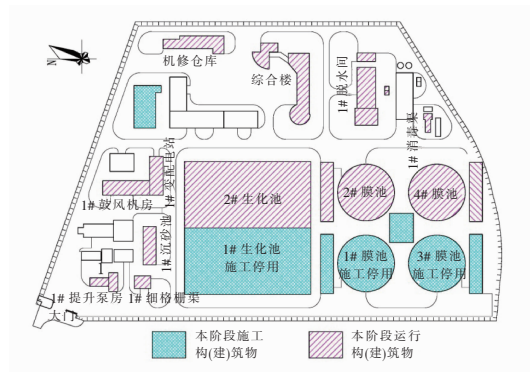 N
机修仓库
综合楼
1# 脱水间
1# 消毒渠
1# 变配电站
1# 鼓风机房
1# 沉砂池
2# 生化池
1# 生化池
施工停用
2# 膜池
4# 膜池
1# 膜池
施工停用
3# 膜池
施工停用
1# 提升泵房
1# 细格栅渠
大门
本阶段施工
构(建)筑物
本阶段运行
构(建)筑物